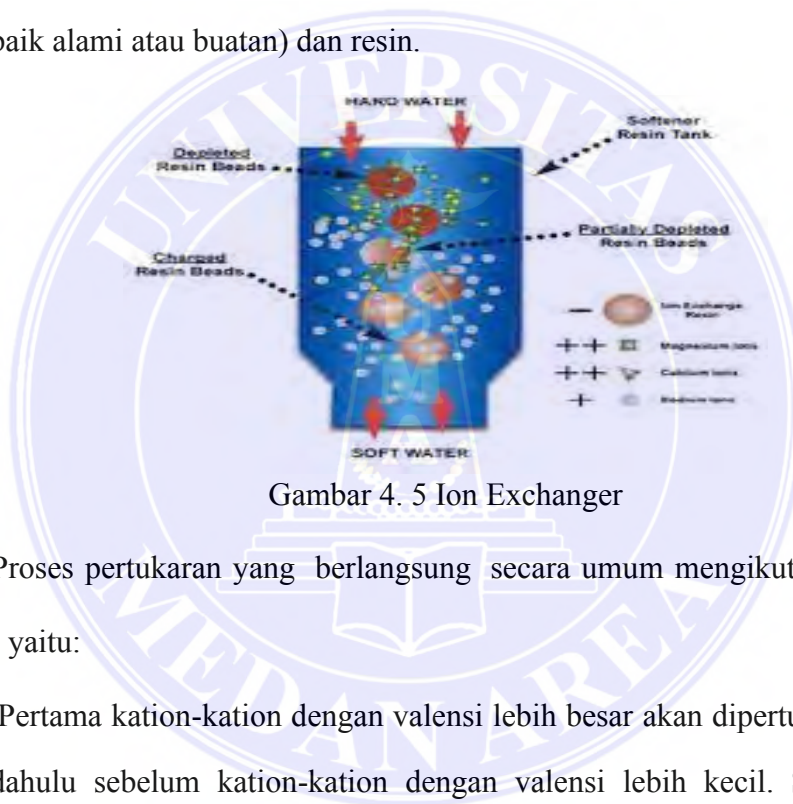 baik alami atau buatan) dan resin.
HARD WATER
Softener
Resin Tank
Depleted
Resin Beads
Partially Depleted
Resin Beads
Charged
Resin Beads
Ion Exchange
Resin
Magnesium Ions
Calcium Ions
Sodium Ions
SOFT WATER
Gambar 4. 5 Ion Exchanger
Proses pertukaran yang berlangsung secara umum mengikut
yaitu:
Pertama kation-kation dengan valensi lebih besar akan dipertu
dahulu sebelum kation-kation dengan valensi lebih kecil.
UNIVERSITAS
MEDAN AREA